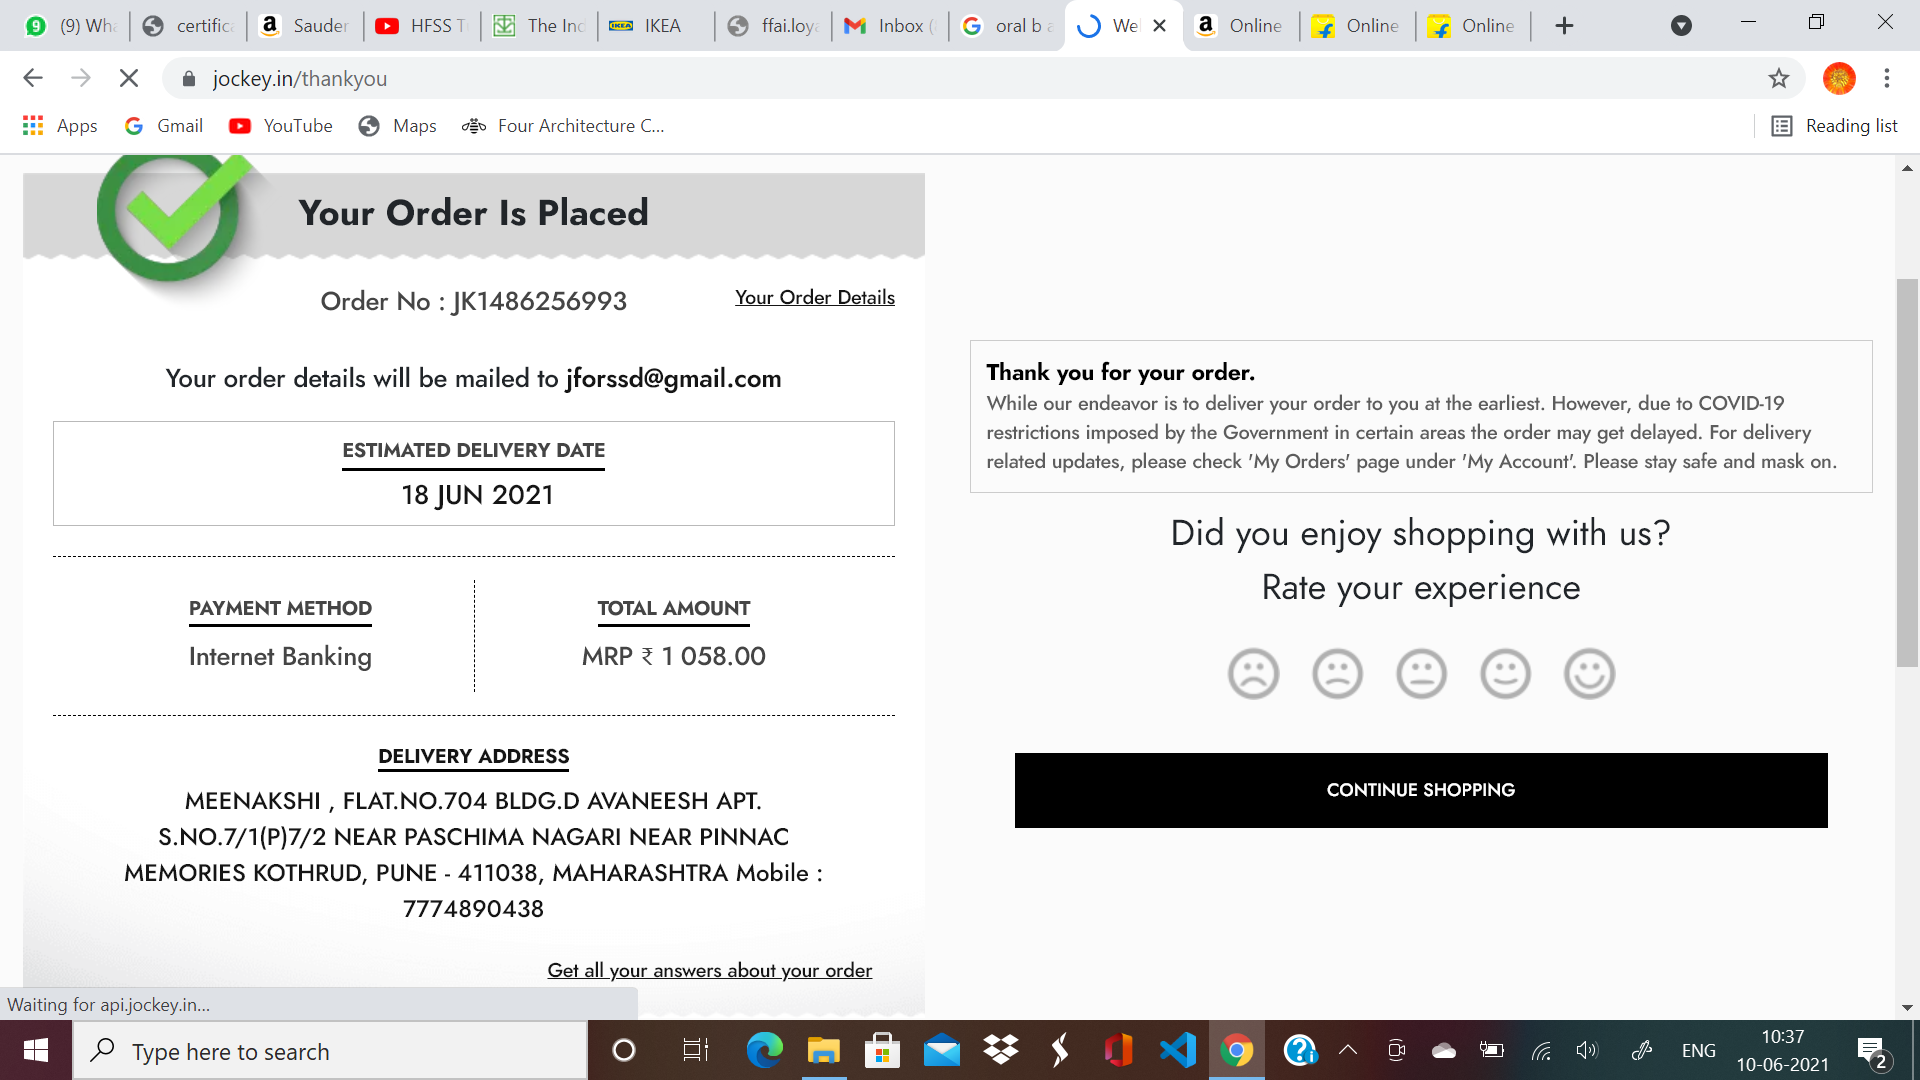 (9) Wha
certifica
Sauder
HFSS T
The Ind
IKEA
IKEA
ffai.loya
Inbox (
oral b a
We
Online
Online
Online
jockey.in/thankyou
Apps
Gmail
YouTube
Maps
Four Architecture C...
Reading list
Your Order Is Placed
Order No : JK1486256993
Your Order Details
Your order details will be mailed to jforssd@gmail.com
ESTIMATED DELIVERY DATE
18 JUN 2021
PAYMENT METHOD
Internet Banking
TOTAL AMOUNT
MRP ₹ 1 058.00
DELIVERY ADDRESS
MEENAKSHI , FLAT.NO.704 BLDG.D AVANEESH APT.
S.NO.7/1(P)7/2 NEAR PASCHIMA NAGARI NEAR PINNAC
MEMORIES KOTHRUD, PUNE - 411038, MAHARASHTRA Mobile :
7774890438
Get all your answers about your order
Thank you for your order.
While our endeavor is to deliver your order to you at the earliest. However, due to COVID-19
restrictions imposed by the Government in certain areas the order may get delayed. For delivery
related updates, please check 'My Orders' page under 'My Account'. Please stay safe and mask on.
Did you enjoy shopping with us?
Rate your experience
CONTINUE SHOPPING
Waiting for api.jockey.in...
Type here to search
ENG
10:37
10-06-2021
2